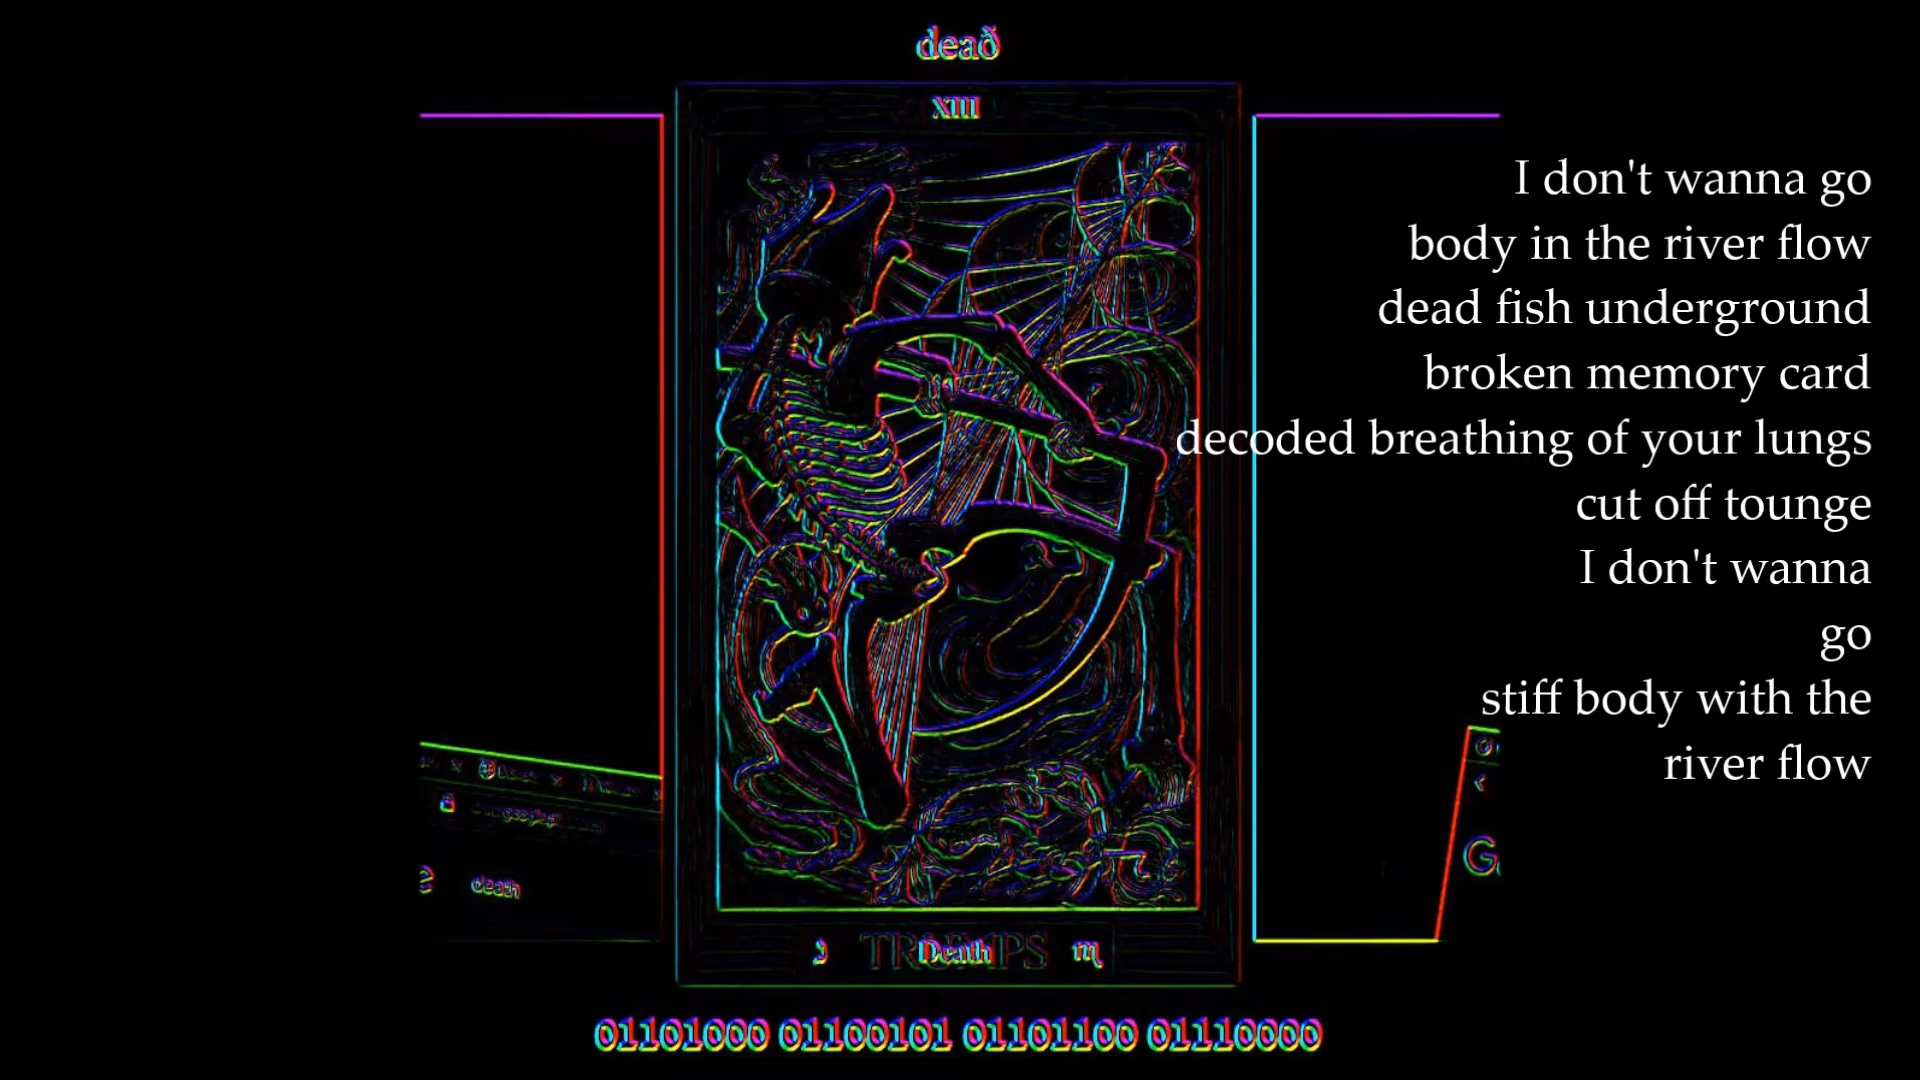 deað
XIII
I don't wanna go
body in the river flow
dead fish underground
broken memory card
decoded breathing of your lungs
cut off tounge
I don't wanna
go
stiff body with the
river flow
death
G
TRUMPS
נ Death ♏
01101000 01100101 01101100 01110000